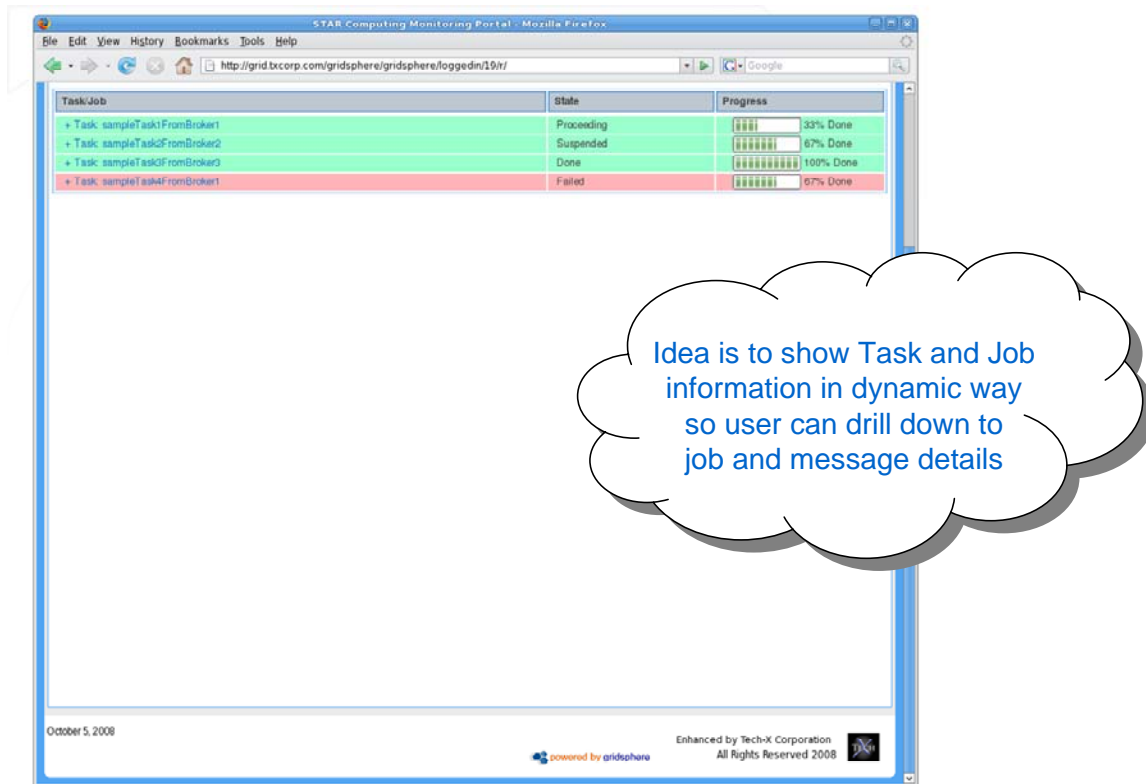 STAR Computing Monitoring Portal - Mozilla Firefox
File Edit View History Bookmarks Tools Help
http://grid.txcorp.com/gridsphere/gridsphere/loggedin/19/r/
Google
Task/Job State Progress
+ Task: sampleTask1FromBroker1 Proceeding 33% Done
+ Task: sampleTask2FromBroker2 Suspended 67% Done
+ Task: sampleTask3FromBroker3 Done 100% Done
+ Task: sampleTask4FromBroker1 Failed 67% Done
Idea is to show Task and Job
information in dynamic way
so user can drill down to
job and message details
October 5, 2008
powered by gridsphere
Enhanced by Tech-X Corporation
All Rights Reserved 2008